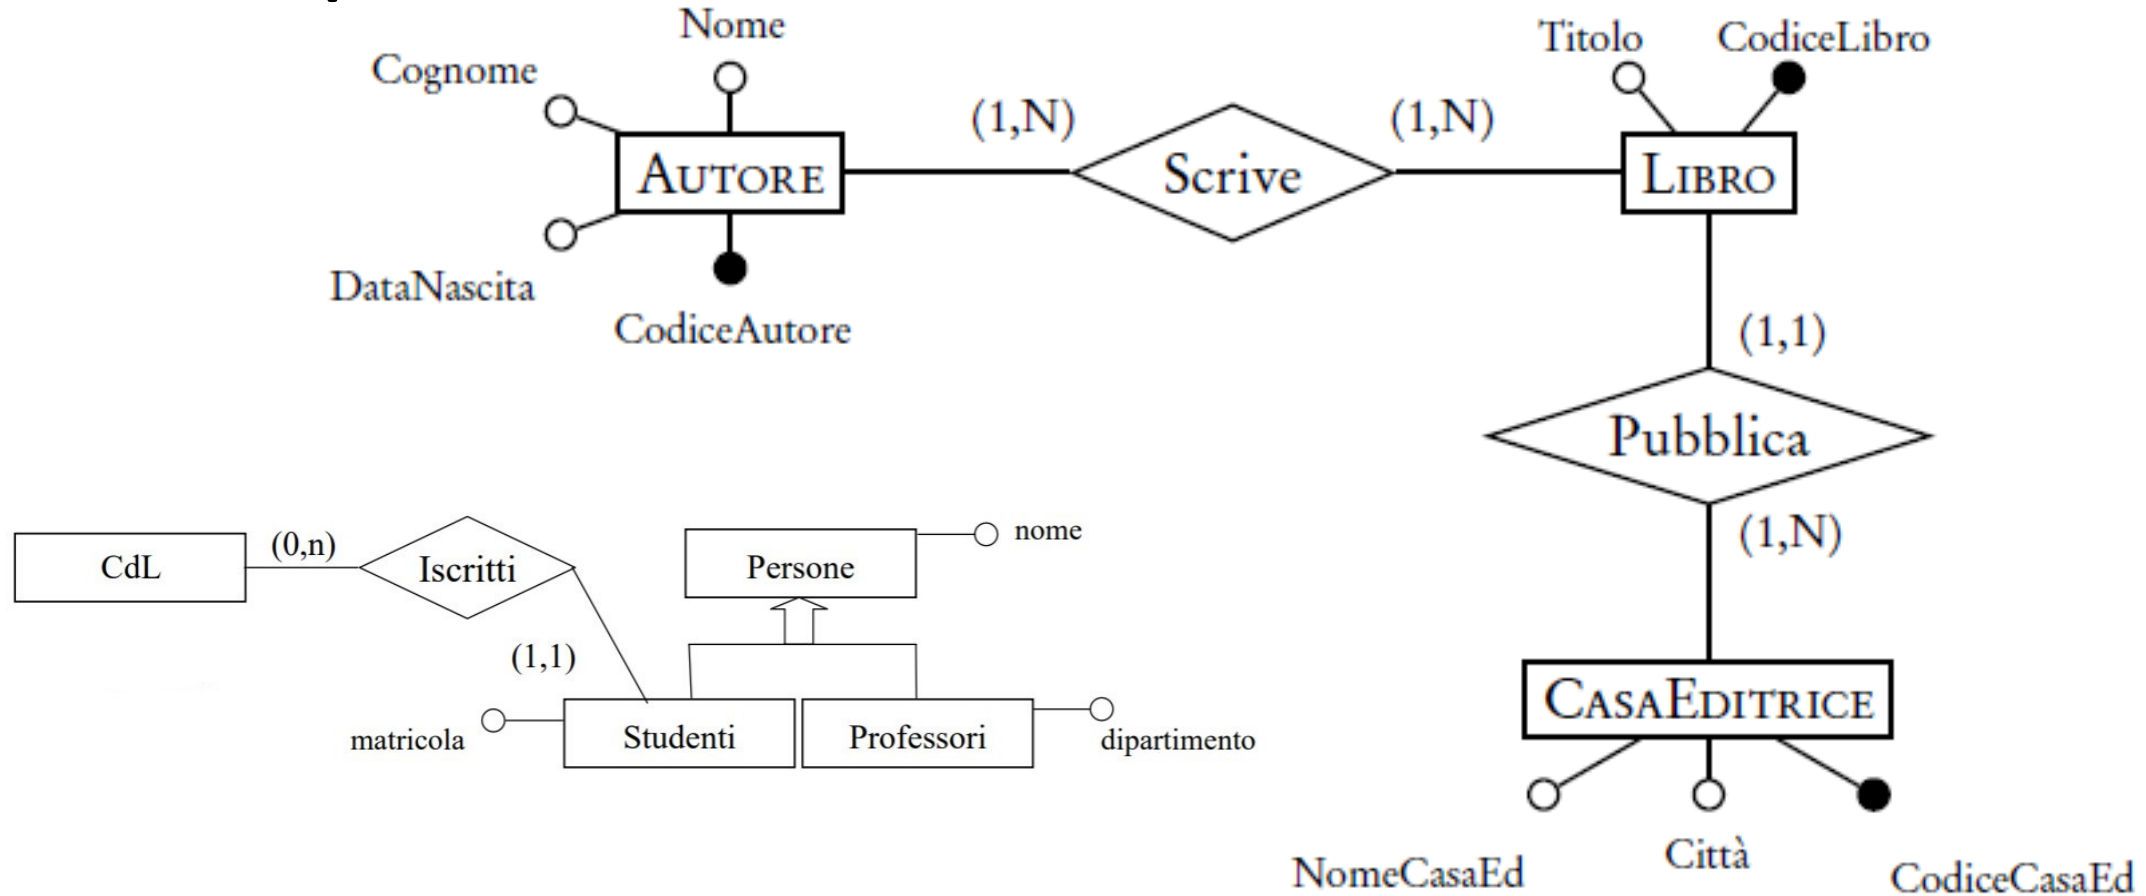 Nome
Cognome
DataNascita
AUTORE
CodiceAutore
(1,N)
Scrive
(1,N)
Titolo
CodiceLibro
LIBRO
(1,1)
Pubblica
(1,N)
CASAEDITRICE
NomeCasaEd
Città
CodiceCasaEd
CdL
(0,n)
Iscritti
(1,1)
Persone
nome
matricola
Studenti
Professori
dipartimento